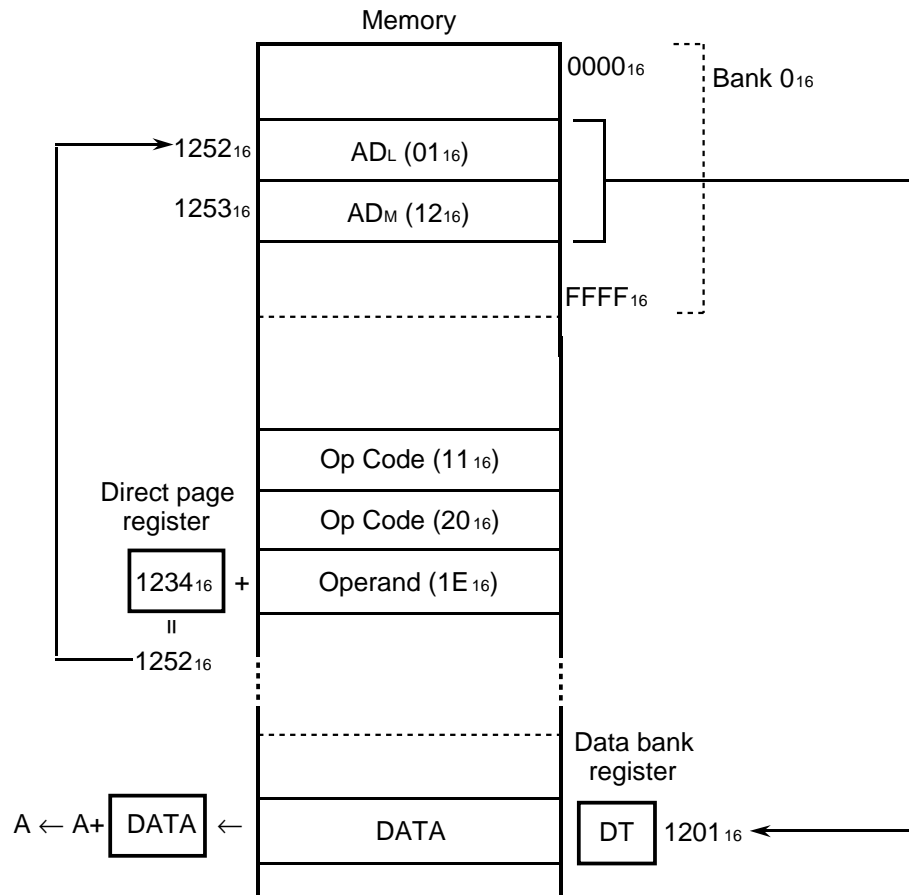 Memory
0000₁₆
Bank 0₁₆
1252₁₆
AD_L (01₁₆)
1253₁₆
AD_M (12₁₆)
FFFF₁₆
Op Code (11₁₆)
Direct page
register
Op Code (20₁₆)
1234₁₆ +
Operand (1E₁₆)
=
1252₁₆
Data bank
register
A ← A+ DATA ←
DATA
DT 1201₁₆